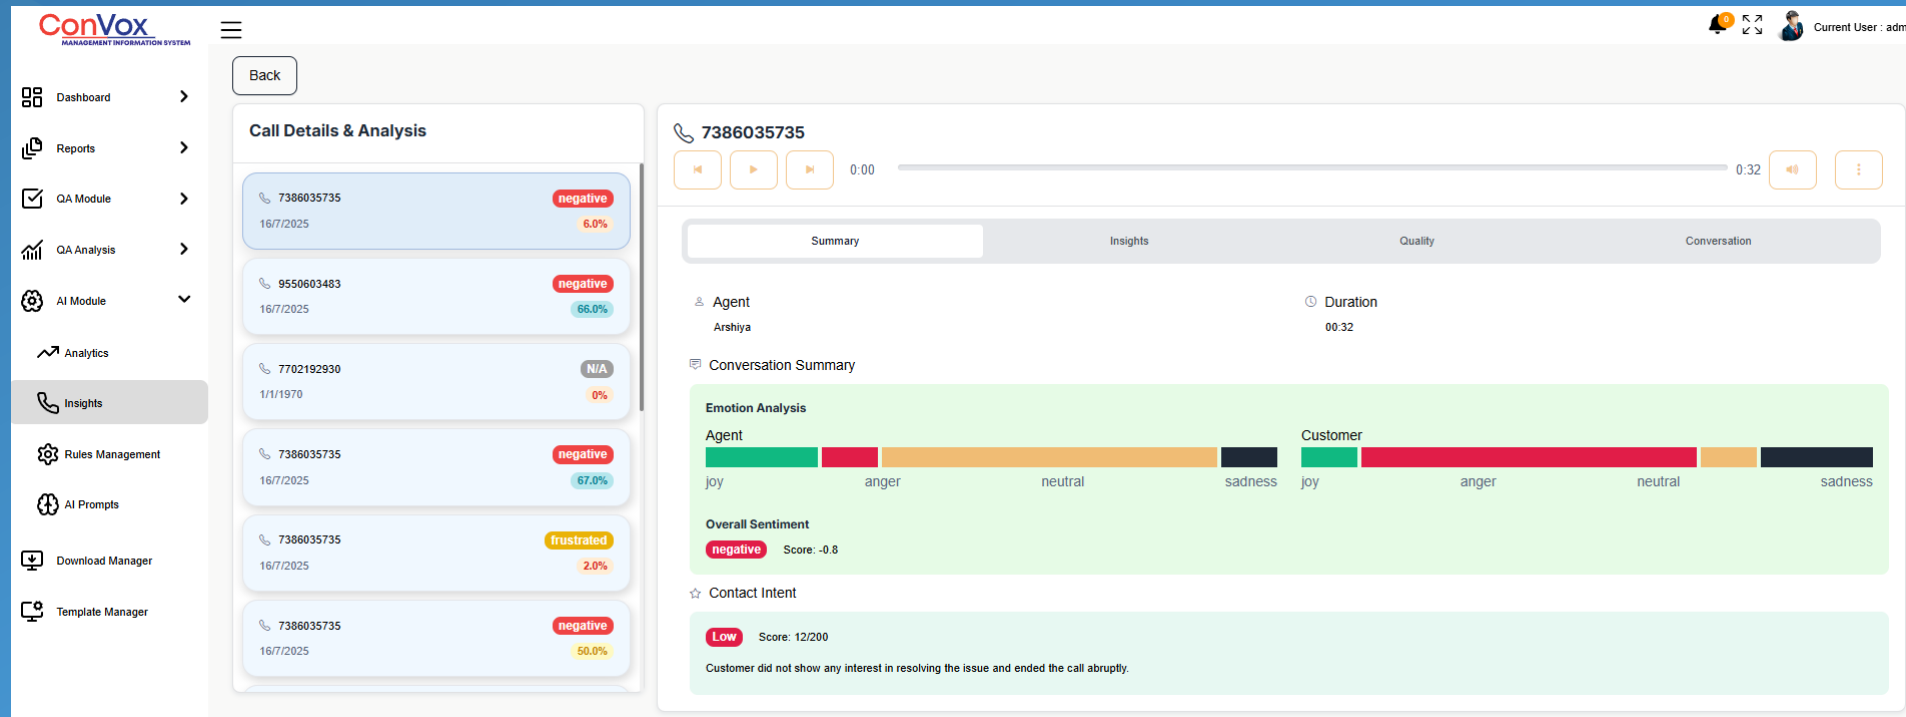 ConVox
MANAGEMENT INFORMATION SYSTEM
0
Current User : adm
Dashboard
Reports
QA Module
QA Analysis
AI Module
Analytics
Insights
Rules Management
AI Prompts
Download Manager
Template Manager
Back
Call Details & Analysis
7386035735 negative
16/7/2025 6.0%
9550603483 negative
16/7/2025 66.0%
7702192930 N/A
1/1/1970 0%
7386035735 negative
16/7/2025 67.0%
7386035735 frustrated
16/7/2025 2.0%
7386035735 negative
16/7/2025 50.0%
7386035735
0:00 0:32
Summary Insights Quality Conversation
Agent Duration
Arshiya 00:32
Conversation Summary
Emotion Analysis
Agent Customer
joy anger neutral sadness joy anger neutral sadness
Overall Sentiment
negative Score: -0.8
Contact Intent
Low Score: 12/200
Customer did not show any interest in resolving the issue and ended the call abruptly.